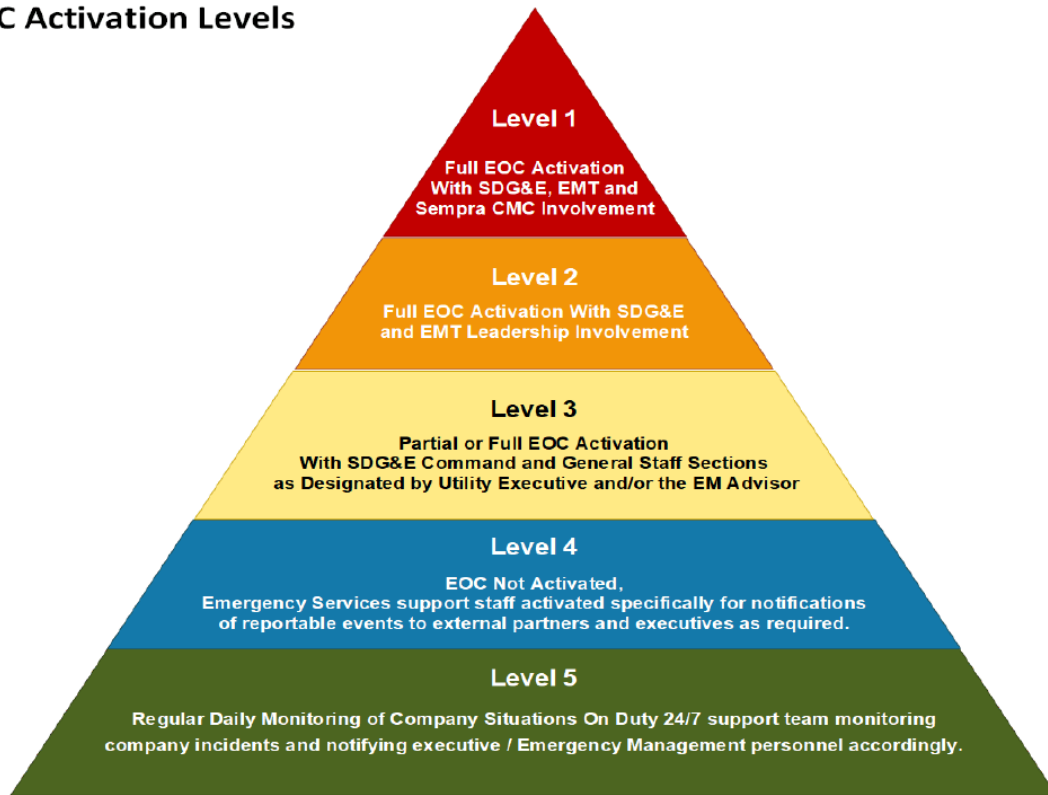 C Activation Levels
Level 1
Full EOC Activation
With SDG&E, EMT and
Sempra CMC Involvement
Level 2
Full EOC Activation With SDG&E
and EMT Leadership Involvement
Level 3
Partial or Full EOC Activation
With SDG&E Command and General Staff Sections
as Designated by Utility Executive and/or the EM Advisor
Level 4
EOC Not Activated,
Emergency Services support staff activated specifically for notifications
of reportable events to external partners and executives as required.
Level 5
Regular Daily Monitoring of Company Situations On Duty 24/7 support team monitoring
company incidents and notifying executive / Emergency Management personnel accordingly.